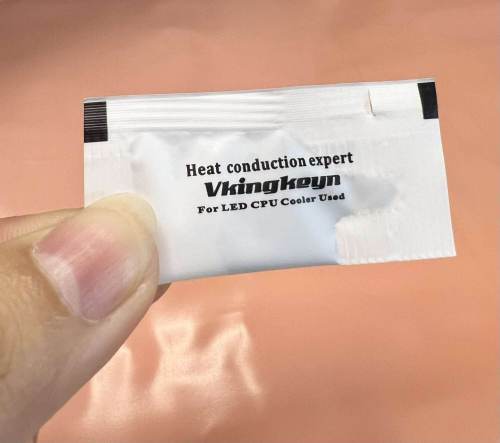 Heat conduction expert
Vkingkeyn
For LED CPU Cooler Used